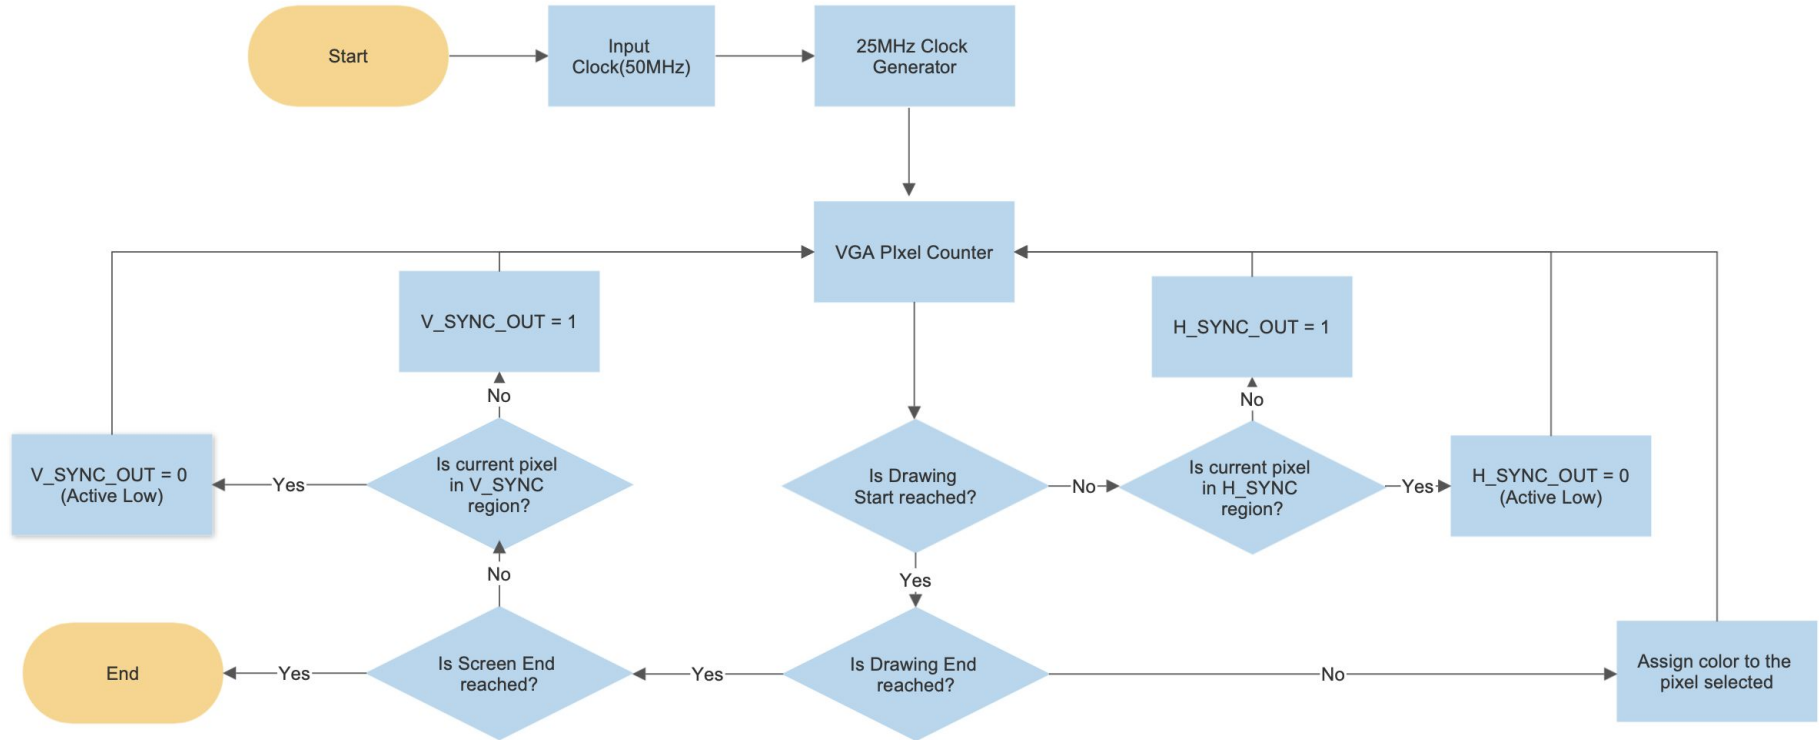 Start
Input
Clock(50MHz)
25MHz Clock
Generator
VGA PIxel Counter
V_SYNC_OUT = 1
H_SYNC_OUT = 1
No
No
V_SYNC_OUT = 0
(Active Low)
Yes
Is current pixel
in V_SYNC
region?
Is Drawing
Start reached?
No
Is current pixel
in H_SYNC
region?
Yes
H_SYNC_OUT = 0
(Active Low)
No
Yes
End
Yes
Is Screen End
reached?
Yes
Is Drawing End
reached?
No
Assign color to the
pixel selected